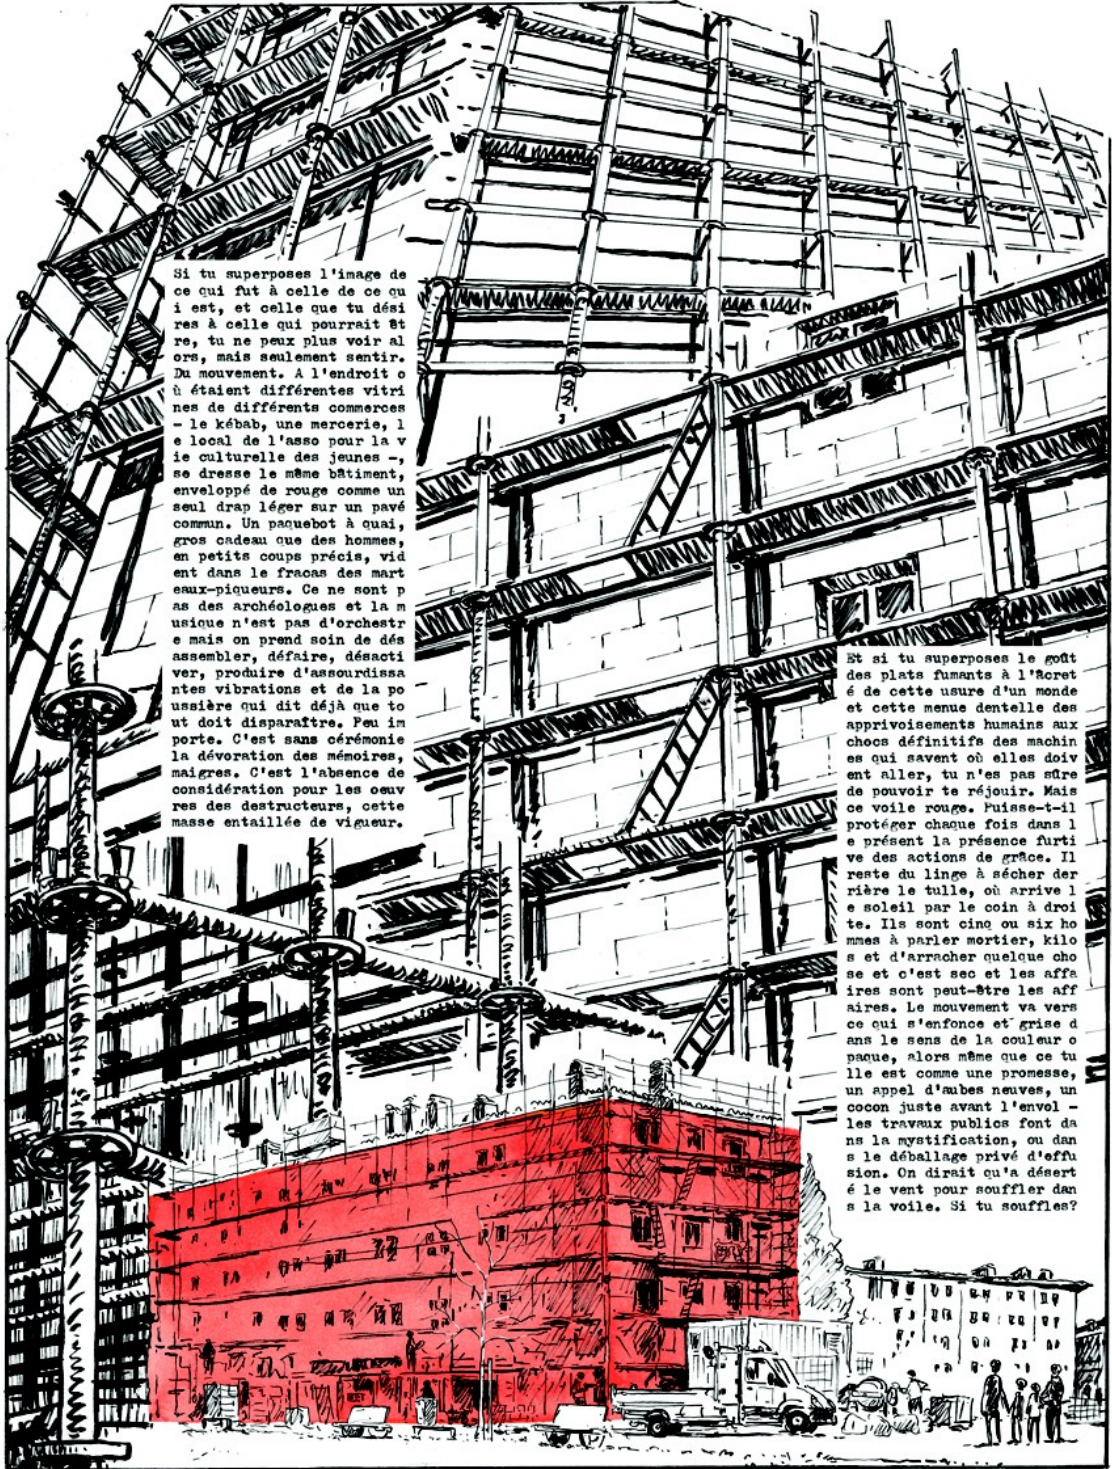 Si tu superposes l'image de
ce qui fut à celle de ce qu
i est, et celle que tu dési
res à celle qui pourrait êt
re, tu ne peux plus voir al
ors, mais seulement sentir.
Du mouvement. A l'endroit o
ù étaient différentes vitri
nes de différents commerces
- le kébab, une mercerie, l
e local de l'asso pour la v
ie culturelle des jeunes -,
se dresse le même bâtiment,
enveloppé de rouge comme un
seul drap léger sur un pavé
commun. Un paquebot à quai,
gros cadeau que des hommes,
en petits coups précis, vid
ent dans le fracas des mart
eaux-piqueurs. Ce ne sont p
as des archéologues et la m
usique n'est pas d'orchestr
e mais on prend soin de dés
assembler, défaire, désacti
ver, produire d'assourdissa
ntes vibrations et de la po
ussière qui dit déjà que to
ut doit disparaître. Peu im
porte. C'est sans cérémonie
la dévoration des mémoires,
maigres. C'est l'absence de
considération pour les oeuv
res des destructeurs, cette
masse entaillée de vigueur.
Et si tu superposes le goût
des plats fumants à l'âcret
é de cette usure d'un monde
et cette menue dentelle des
apprivoisements humains aux
chocs définitifs des machin
es qui savent où elles doiv
ent aller, tu n'es pas sûre
de pouvoir te réjouir. Mais
ce voile rouge. Puisse-t-il
protéger chaque fois dans l
e présent la présence furti
ve des actions de grâce. Il
reste du linge à sécher der
rière le tulle, où arrive l
e soleil par le coin à droi
te. Ils sont cinq ou six ho
mmes à parler mortier, kilo
s et d'arracher quelque cho
se et c'est sec et les affa
ires sont peut-être les aff
aires. Le mouvement va vers
ce qui s'enfonce et grise d
ans le sens de la couleur o
paque, alors même que ce tu
lle est comme une promesse,
un appel d'aubes neuves, un
cocon juste avant l'envol -
les travaux publics font da
ns la mystification, ou dan
s le déballage privé d'effu
sion. On dirait qu'a désert
é le vent pour souffler dan
s la voile. Si tu souffles?